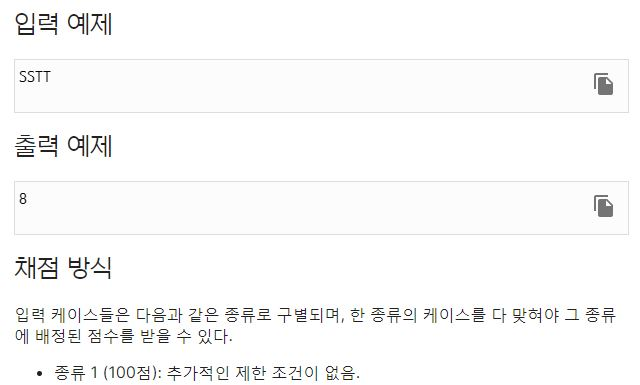 입력 예제
SSTT
출력 예제
8
채점 방식
입력 케이스들은 다음과 같은 종류로 구별되며, 한 종류의 케이스를 다 맞혀야 그 종류
에 배정된 점수를 받을 수 있다.
• 종류 1 (100점): 추가적인 제한 조건이 없음.